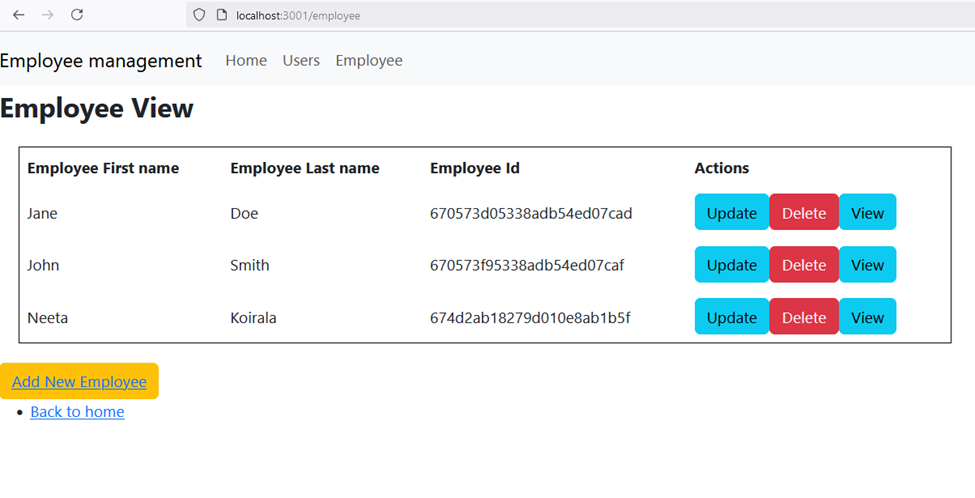 localhost:3001/employee
Employee management Home Users Employee
Employee View
Employee First name Employee Last name Employee Id Actions
Jane Doe 670573d05338adb54ed07cad Update Delete View
John Smith 670573f95338adb54ed07caf Update Delete View
Neeta Koirala 674d2ab18279d010e8ab1b5f Update Delete View
Add New Employee
Back to home